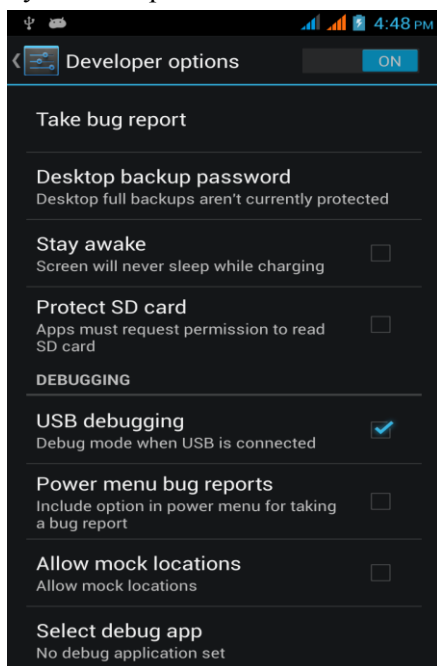 4:48 PM
Developer options
ON
Take bug report
Desktop backup password
Desktop full backups aren't currently protected
Stay awake
Screen will never sleep while charging
Protect SD card
Apps must request permission to read
SD card
DEBUGGING
USB debugging
Debug mode when USB is connected
Power menu bug reports
Include option in power menu for taking
a bug report
Allow mock locations
Allow mock locations
Select debug app
No debug application set